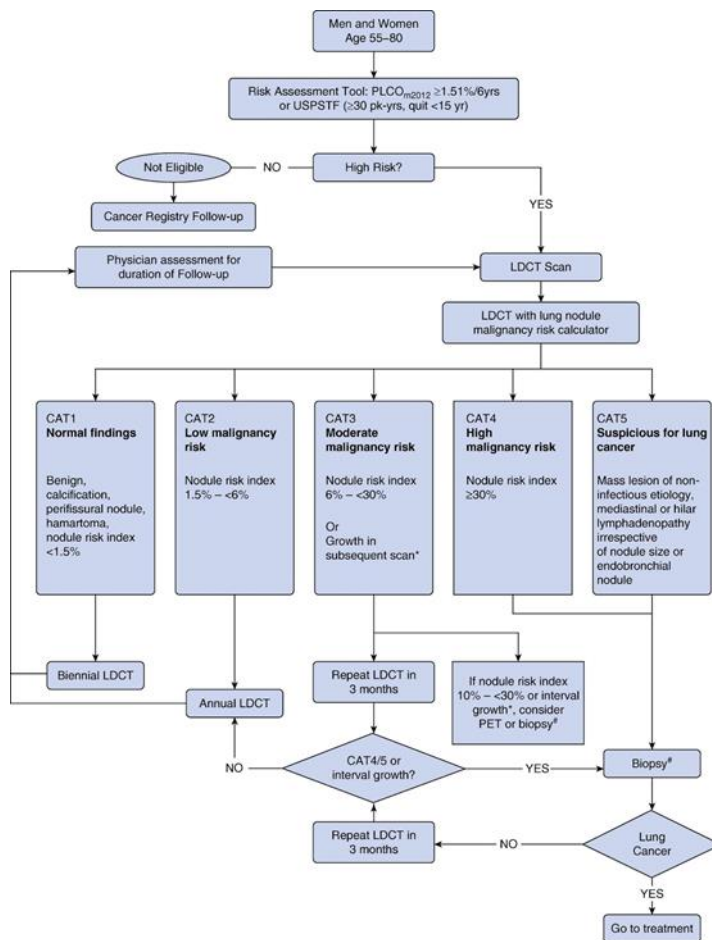 Men and Women
Age 55–80
Risk Assessment Tool: PLCOm2012 ≥1.51%/6yrs
or USPSTF (≥30 pk-yrs, quit <15 yr)
Not Eligible
NO
High Risk?
Cancer Registry Follow-up
YES
Physician assessment for
duration of Follow-up
LDCT Scan
LDCT with lung nodule
malignancy risk calculator
CAT1
Normal findings
Benign,
calcification,
perifissural nodule,
hamartoma,
nodule risk index
<1.5%
CAT2
Low malignancy
risk
Nodule risk index
1.5% – <6%
CAT3
Moderate
malignancy risk
Nodule risk index
6% – <30%
Or
Growth in
subsequent scan*
CAT4
High
malignancy risk
Nodule risk index
≥30%
CAT5
Suspicious for lung
cancer
Mass lesion of non-
infectious etiology,
mediastinal or hilar
lymphadenopathy
irrespective
of nodule size or
endobronchial
nodule
Biennial LDCT
Annual LDCT
Repeat LDCT in
3 months
If nodule risk index
10% – <30% or interval
growth*, consider
PET or biopsy#
NO
CAT4/5 or
interval growth?
YES
Biopsy#
Repeat LDCT in
3 months
NO
Lung
Cancer
YES
Go to treatment